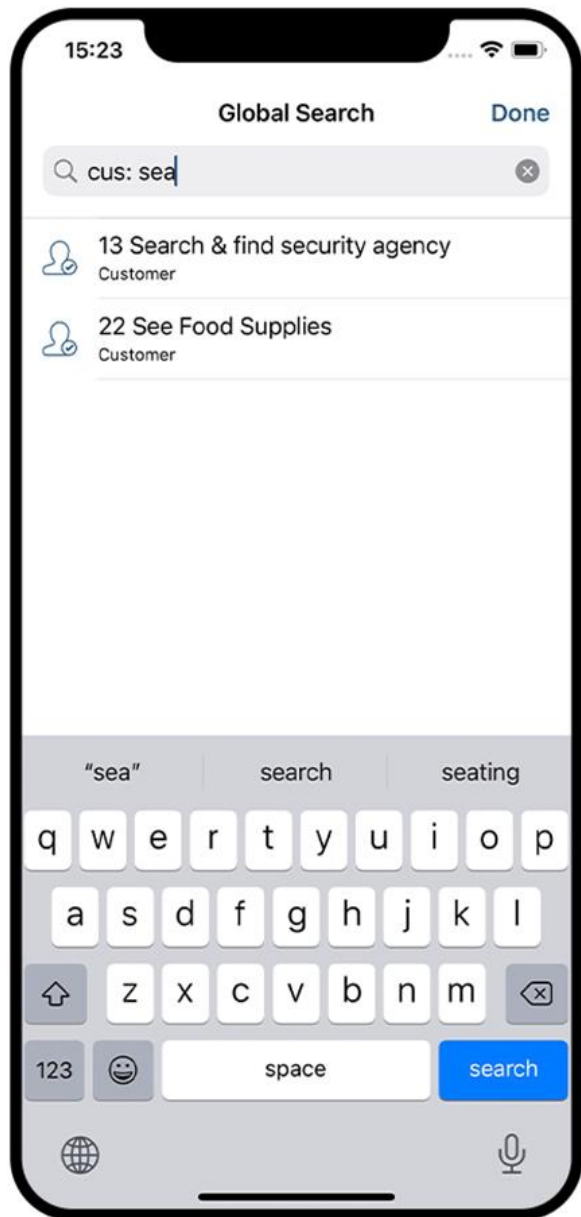 15:23
Global Search Done
cus: sea
13 Search & find security agency
Customer
22 See Food Supplies
Customer
"sea" search seating
q w e r t y u i o p
a s d f g h j k l
z x c v b n m
123 space search